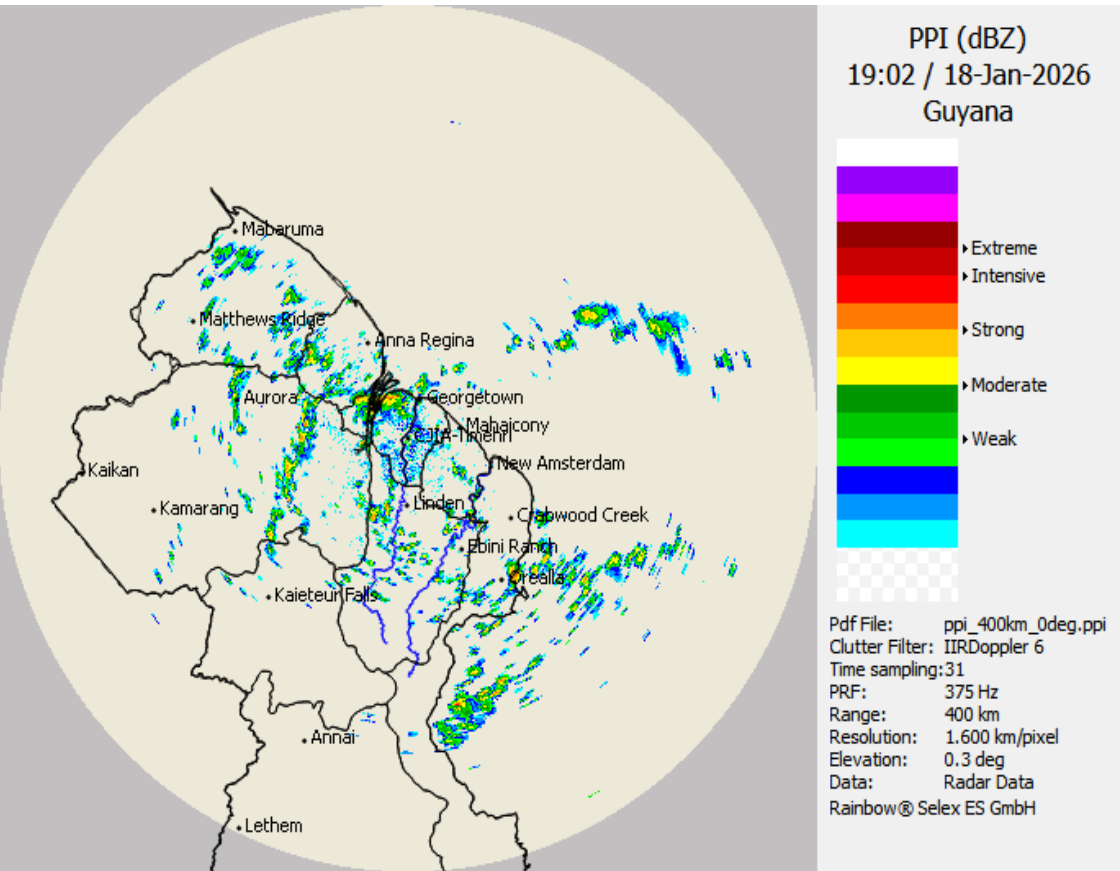 PPI (dBZ)
19:02 / 18-Jan-2026
Guyana
Extreme
Intensive
Strong
Moderate
Weak
Pdf File: ppi_400km_0deg.ppi
Clutter Filter: IIRDoppler 6
Time sampling:31
PRF: 375 Hz
Range: 400 km
Resolution: 1.600 km/pixel
Elevation: 0.3 deg
Data: Radar Data
Rainbow® Selex ES GmbH
Mabaruma
Matthews Ridge
Anna Regina
Aurora
Georgetown
Mahaicony
CJIA-Timehri
New Amsterdam
Kaikan
Linden
Kamarang
Crabwood Creek
Ebini Ranch
Orealla
Kaieteur Falls
Annai
Lethem